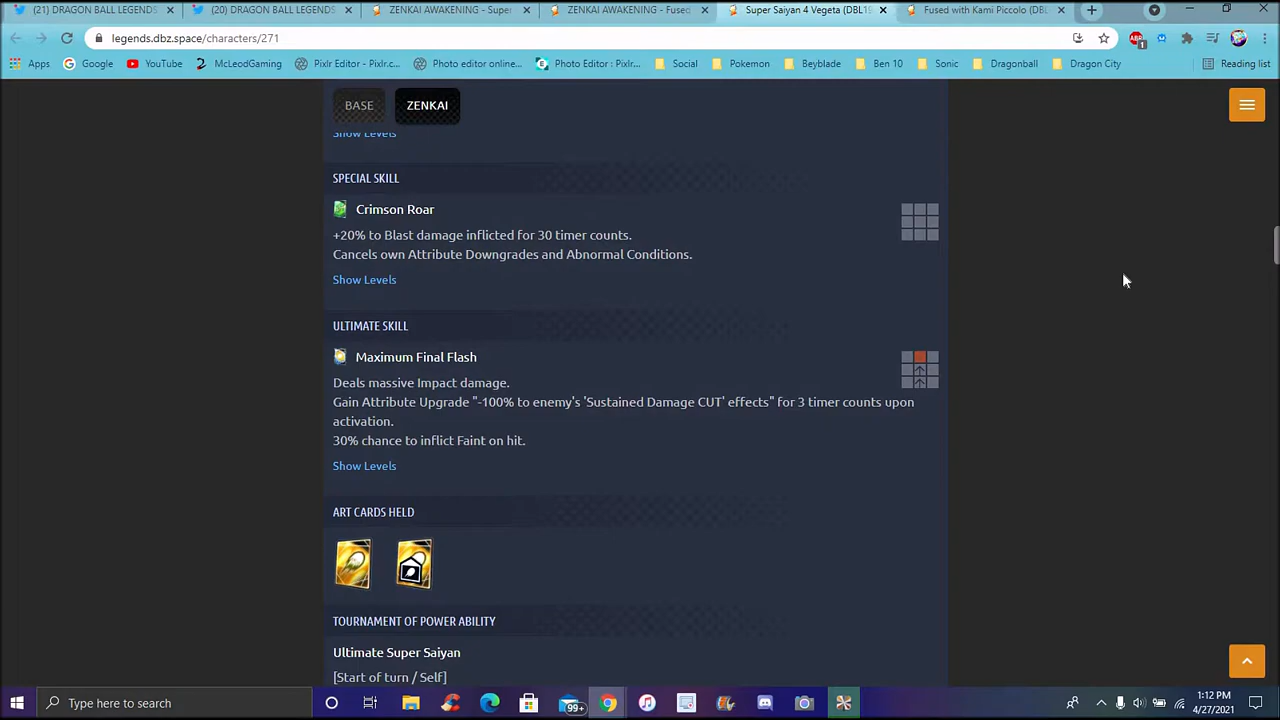 (21) DRAGON BALL LEGENDS
(20) DRAGON BALL LEGENDS
ZENKAI AWAKENING - Super
ZENKAI AWAKENING - Fused
Super Saiyan 4 Vegeta (DBL19
Fused with Kami Piccolo (DBL
legends.dbz.space/characters/271
ABP
1
Apps
Google
YouTube
McLeodGaming
Pixlr Editor - Pixlr.c...
Photo editor online...
Photo Editor : Pixlr...
Social
Pokemon
Beyblade
Ben 10
Sonic
Dragonball
Dragon City
Reading list
BASE
ZENKAI
Show Levels
SPECIAL SKILL
Crimson Roar
+20% to Blast damage inflicted for 30 timer counts.
Cancels own Attribute Downgrades and Abnormal Conditions.
Show Levels
ULTIMATE SKILL
Maximum Final Flash
Deals massive Impact damage.
Gain Attribute Upgrade "-100% to enemy's 'Sustained Damage CUT' effects" for 3 timer counts upon
activation.
30% chance to inflict Faint on hit.
Show Levels
ART CARDS HELD
TOURNAMENT OF POWER ABILITY
Ultimate Super Saiyan
[Start of turn / Self]
Type here to search
99+
1:12 PM
4/27/2021